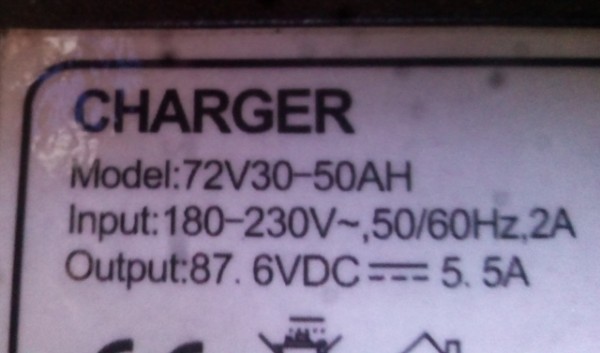 CHARGER
Model:72V30-50AH
Input:180-230V~,50/60Hz,2A
Output:87.6VDC⎓5.5A